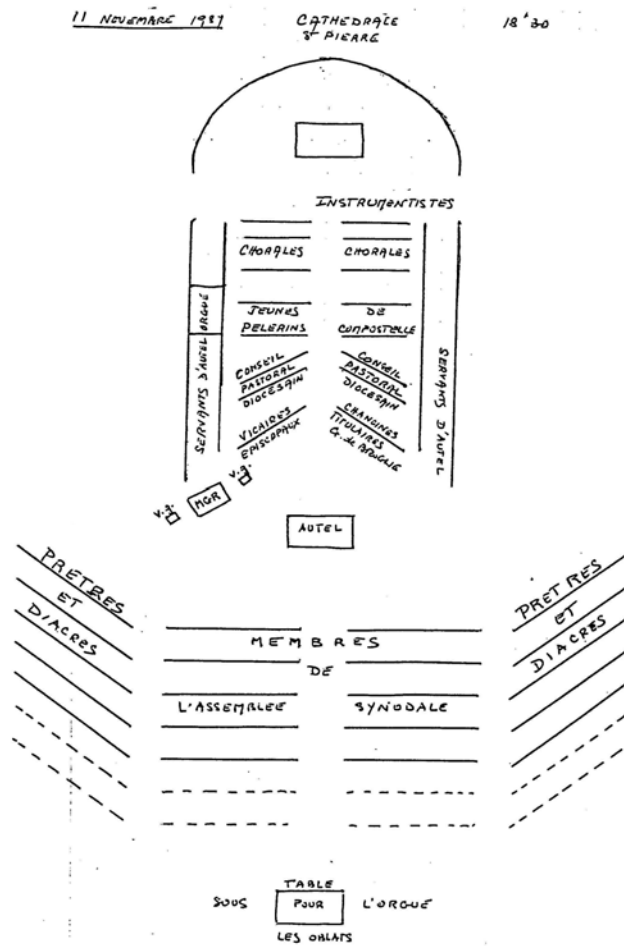 11 NOVEMBRE 1987 CATHEDRALE 18ʰ30
Sᵗ PIERRE
INSTRUMENTISTES
CHORALES CHORALES
ORGUE
JEUNES DE
PELERINS COMPOSTELLE
SERVANTS D'AUTEL
CONSEIL
PASTORAL
DIOCESAIN
CONSEIL
PASTORAL
DIOCESAIN
SERVANTS D'AUTEL
VICAIRES
EPISCOPAUX
CHANOINES
TITULAIRES
V.G.
MGR
V.G.
AUTEL
PRETRES
ET
DIACRES
PRETRES
ET
DIACRES
MEMBRES
DE
L'ASSEMBLEE SYNODALE
TABLE
SOUS POUR L'ORGUE
LES OBLATS